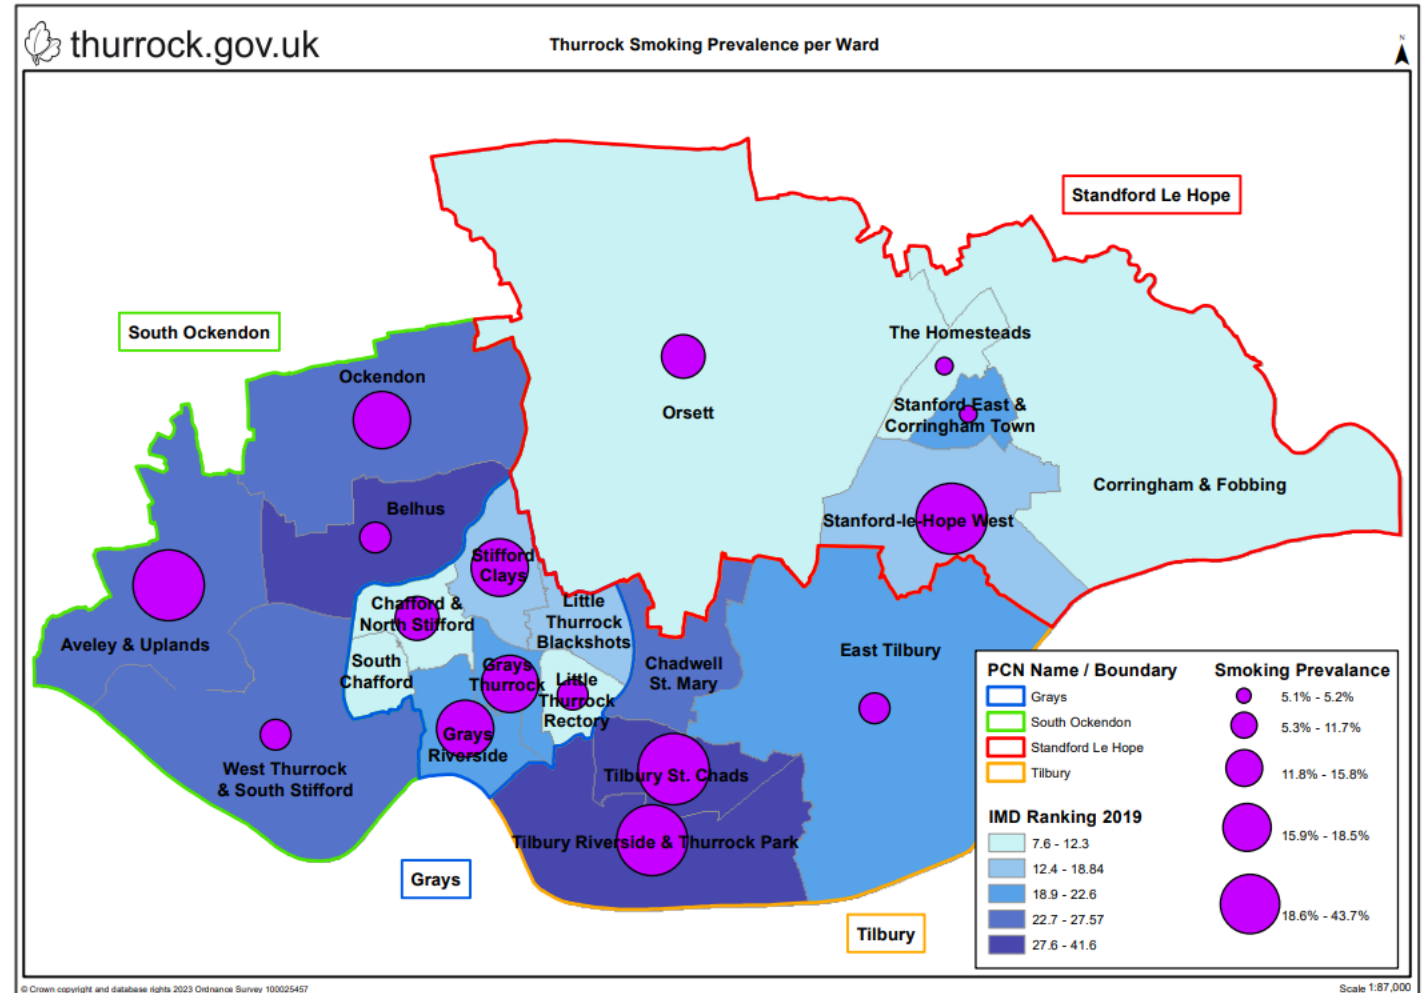 thurrock.gov.uk
Thurrock Smoking Prevalence per Ward
N
Standford Le Hope
South Ockendon
The Homesteads
Ockendon
Stanford East &
Corringham Town
Orsett
Corringham & Fobbing
Belhus
Stanford-le-Hope West
Stifford
Clays
Chafford &
North Stifford
Little
Thurrock
Blackshots
Aveley & Uplands
South
Chafford
Grays
Thurrock
Little
Thurrock
Rectory
Chadwell
St. Mary
East Tilbury
Grays
Riverside
West Thurrock
& South Stifford
Tilbury St. Chads
Tilbury Riverside & Thurrock Park
Grays
Tilbury
PCN Name / Boundary
Grays
South Ockendon
Standford Le Hope
Tilbury
IMD Ranking 2019
7.6 - 12.3
12.4 - 18.84
18.9 - 22.6
22.7 - 27.57
27.6 - 41.6
Smoking Prevalance
5.1% - 5.2%
5.3% - 11.7%
11.8% - 15.8%
15.9% - 18.5%
18.6% - 43.7%
© Crown copyright and database rights 2023 Ordnance Survey 100025457
Scale 1:87,000